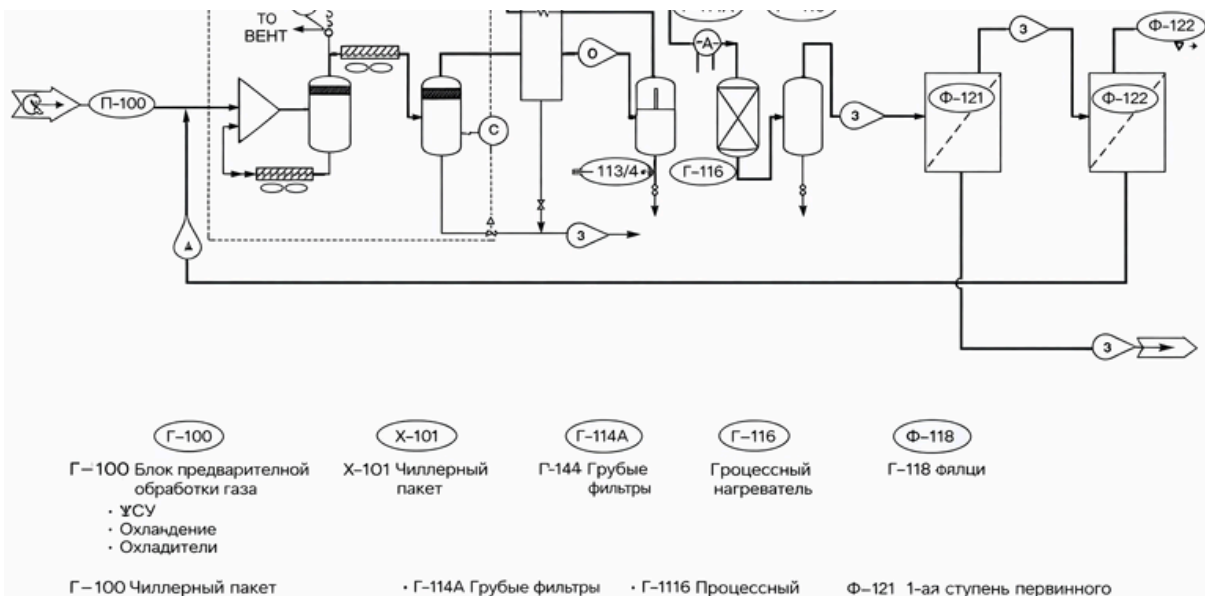 ТО
ВЕНТ
П-100
О
А
З
Ф-122
Ф-121
Ф-122
С
113/4
Г-116
З
З
З
Г-100
Х-101
Г-114А
Г-116
Ф-118
Г-100 Блок предварителной
обработки газа
Х-101 Чиллерный
пакет
Г-144 Грубые
фильтры
Гроцессный
нагреватель
Г-118 фялци
· ѰСУ
· Охландение
· Охладители
Г-100 Чиллерный пакет
· Г-114А Грубые фильтры
· Г-1116 Процессный
Ф-121 1-ая ступень первинного